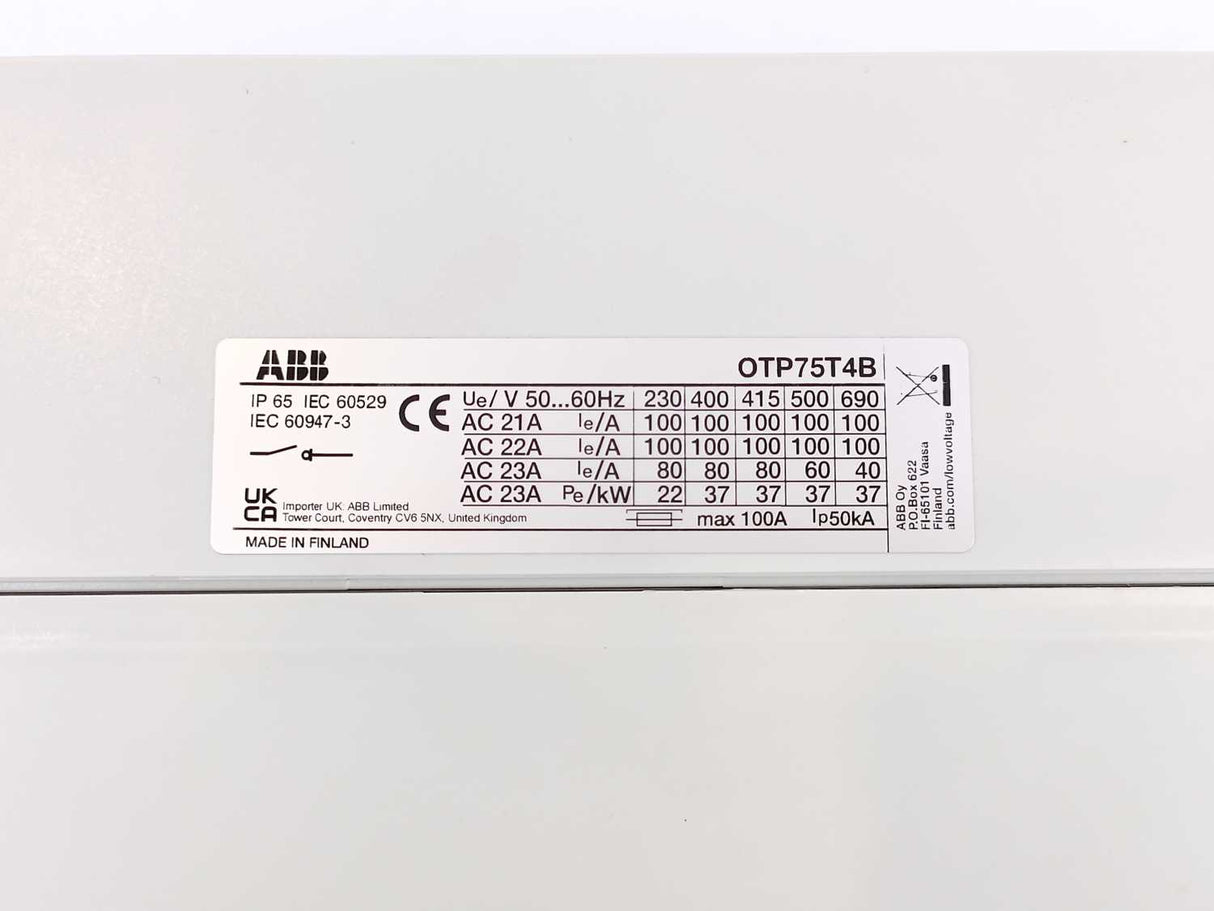 ABB OTP75T4B
IP 65 IEC 60529
IEC 60947-3
CE
Ue/ V 50...60Hz 230 400 415 500 690
AC 21A Ie/A 100 100 100 100 100
AC 22A Ie/A 100 100 100 100 100
AC 23A Ie/A 80 80 80 60 40
AC 23A Pe/kW 22 37 37 37 37
max 100A Ip50kA
UK
CA
Importer UK: ABB Limited
Tower Court, Coventry CV6 5NX, United Kingdom
MADE IN FINLAND
ABB Oy
P.O.Box 622
FI-65101 Vaasa
Finland
abb.com/lowvoltage